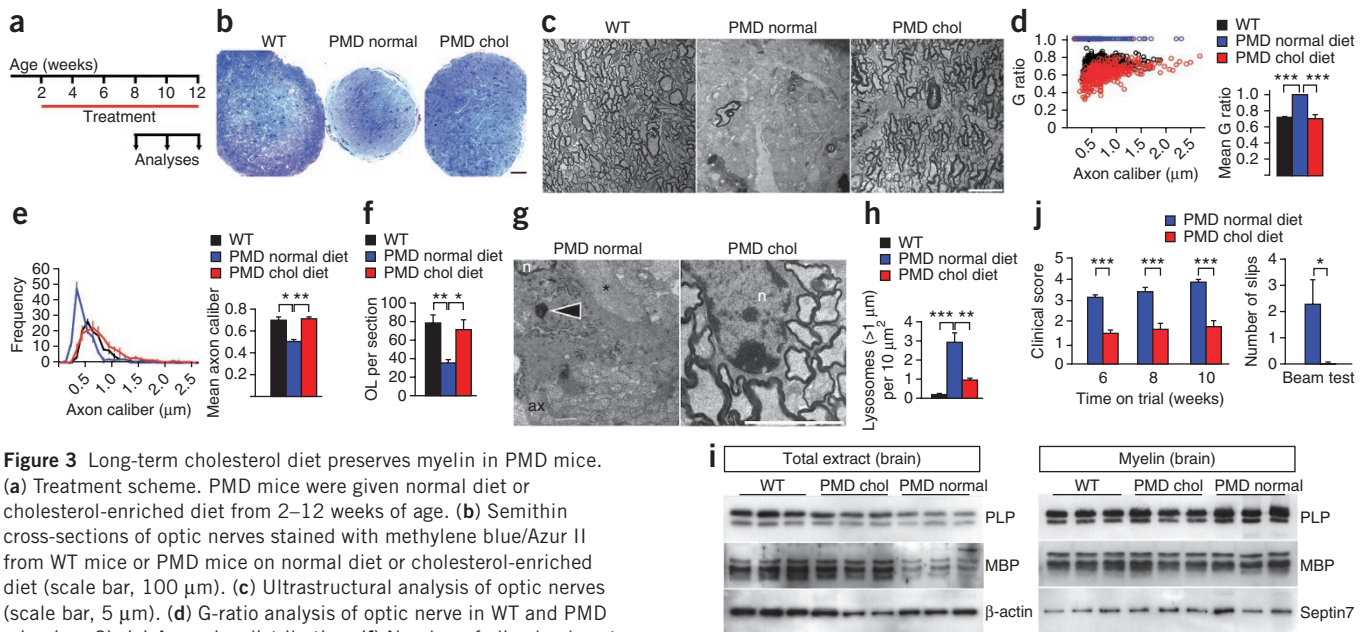 a
Age (weeks)
2 4 6 8 10 12
Treatment
Analyses
b
WT PMD normal PMD chol
c
WT PMD normal PMD chol
d
WT
PMD normal diet
PMD chol diet
G ratio
1.0
0.8
0.6
0.4
0.2
0.5 1.0 1.5 2.0 2.5
Axon caliber (μm)
*** ***
Mean G ratio
1.0
0.8
0.6
0.4
0.2
e
WT
PMD normal diet
PMD chol diet
Frequency
60
50
40
30
20
10
0
0.5 1.0 1.5 2.0 2.5
Axon caliber (μm)
* **
Mean axon caliber
0.8
0.6
0.4
0.2
f
WT
PMD normal diet
PMD chol diet
** *
OL per section
100
80
60
40
20
0
g
PMD normal PMD chol
n
*
ax
n
h
WT
PMD normal diet
PMD chol diet
*** **
Lysosomes (>1 μm)
per 10 μm²
4
3
2
1
0
j
PMD normal diet
PMD chol diet
Clinical score
5
4
3
2
1
0
*** *** ***
6 8 10
Time on trial (weeks)
Number of slips
4
3
2
1
0
*
Beam test
Figure 3 Long-term cholesterol diet preserves myelin in PMD mice.
(a) Treatment scheme. PMD mice were given normal diet or
cholesterol-enriched diet from 2–12 weeks of age. (b) Semithin
cross-sections of optic nerves stained with methylene blue/Azur II
from WT mice or PMD mice on normal diet or cholesterol-enriched
diet (scale bar, 100 μm). (c) Ultrastructural analysis of optic nerves
(scale bar, 5 μm). (d) G-ratio analysis of optic nerve in WT and PMD
i
Total extract (brain)
WT PMD chol PMD normal
PLP
MBP
β-actin
Myelin (brain)
WT PMD chol PMD normal
PLP
MBP
Septin7